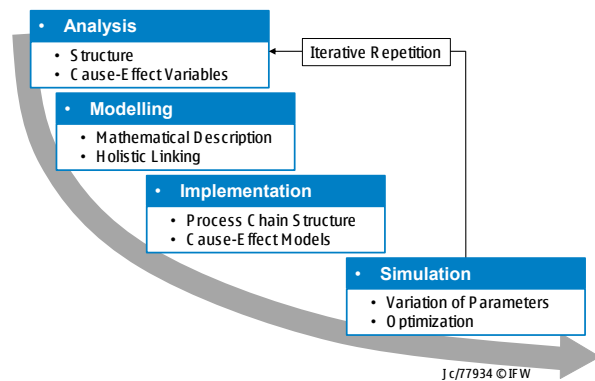 • Analysis
• Structure
• Cause-Effect Variables
Iterative Repetition
• Modelling
• Mathematical Description
• Holistic Linking
• Implementation
• Process Chain Structure
• Cause-Effect Models
• Simulation
• Variation of Parameters
• Optimization
Jc/77934 © IFW